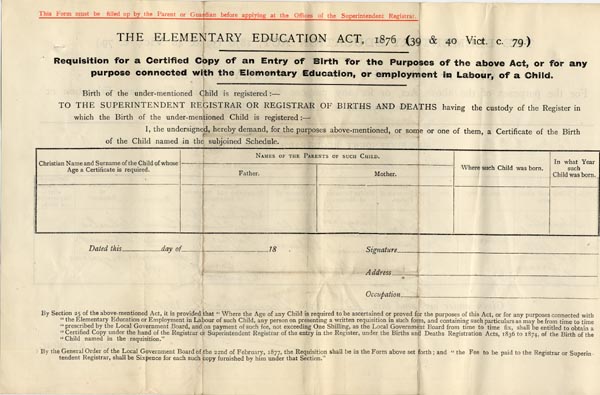 This Form must be filled up by the Parent or Guardian before applying at the Offices of the Superintendent Registrar.
THE ELEMENTARY EDUCATION ACT, 1876 (39 & 40 Vict. c. 79.)
Requisition for a Certified Copy of an Entry of Birth for the Purposes of the above Act, or for any
purpose connected with the Elementary Education, or employment in Labour, of a Child.
Birth of the under-mentioned Child is registered :—
TO THE SUPERINTENDENT REGISTRAR OR REGISTRAR OF BIRTHS AND DEATHS having the custody of the Register in
which the Birth of the under-mentioned Child is registered :—
I, the undersigned, hereby demand, for the purposes above-mentioned, or some or one of them, a Certificate of the Birth
of the Child named in the subjoined Schedule.
Christian Name and Surname of the Child of whose
Age a Certificate is required.
NAMES OF THE PARENTS OF SUCH CHILD.
Father.
Mother.
Where such Child was born.
In what Year
such
Child was born.
Dated this day of 18
Signature
Address
Occupation
By Section 25 of the above-mentioned Act, it is provided that "Where the Age of any Child is required to be ascertained or proved for the purposes of this Act, or for any purposes connected with
"the Elementary Education or Employment in Labour of such Child, any person on presenting a written requisition in such form, and containing such particulars as may be from time to time
"prescribed by the Local Government Board, and on payment of such fee, not exceeding One Shilling, as the Local Government Board from time to time fix, shall be entitled to obtain a
"Certified Copy under the hand of the Registrar or Superintendent Registrar of the entry in the Register, under the Births and Deaths Registration Acts, 1836 to 1874, of the Birth of the
"Child named in the requisition."
By the General Order of the Local Government Board of the 22nd of February, 1877, the Requisition shall be in the Form above set forth; and "the Fee to be paid to the Registrar or Superin-
tendent Registrar, shall be Sixpence for each such copy furnished by him under that Section."